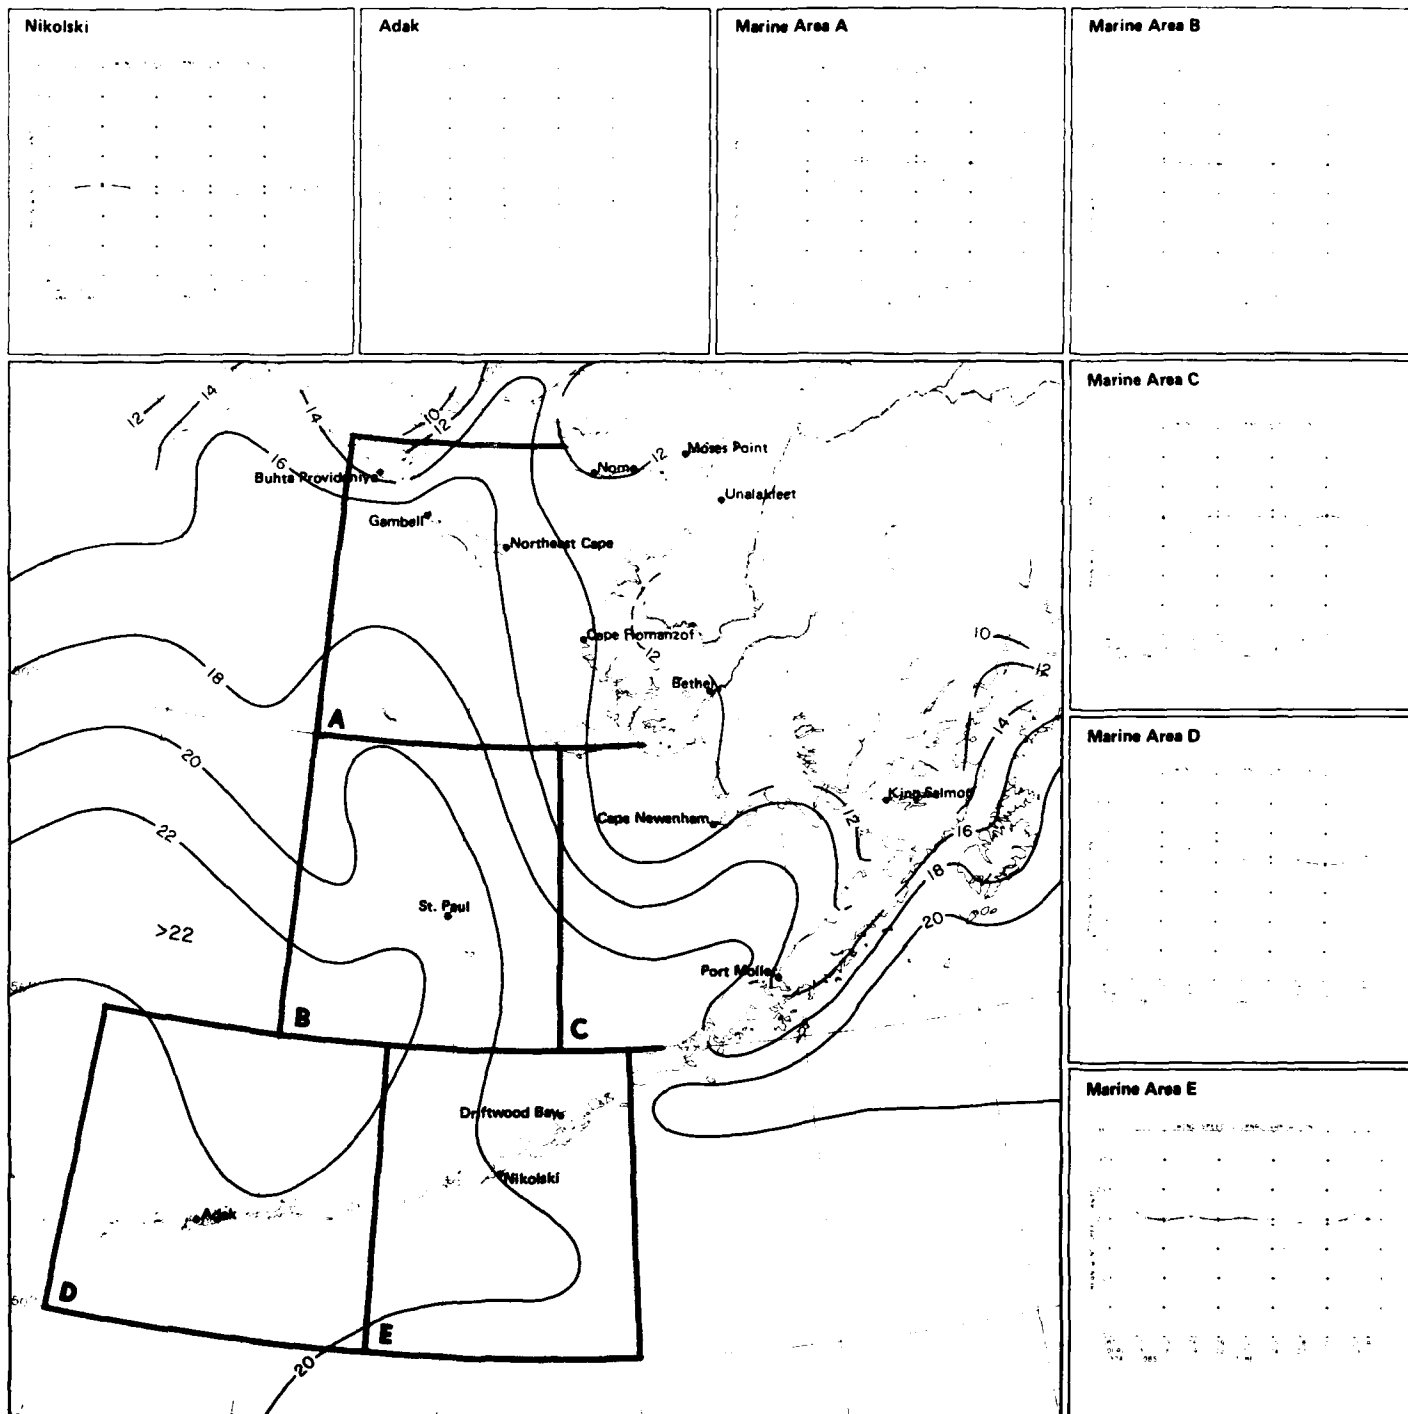 Nikolski
Adak
Marine Area A
Marine Area B
Marine Area C
Marine Area D
Marine Area E
12
14
14
10
12
16
12
Moses Point
Nome
Buhta Provideniya
Unalakleet
Gambell
Northeast Cape
Cape Romanzof
12
10
12
Bethel
18
A
14
20
King Salmon
22
Cape Newenham
12
16
18
St. Paul
20
>22
Port Moller
B
C
Driftwood Bay
Nikolski
Adak
D
E
20